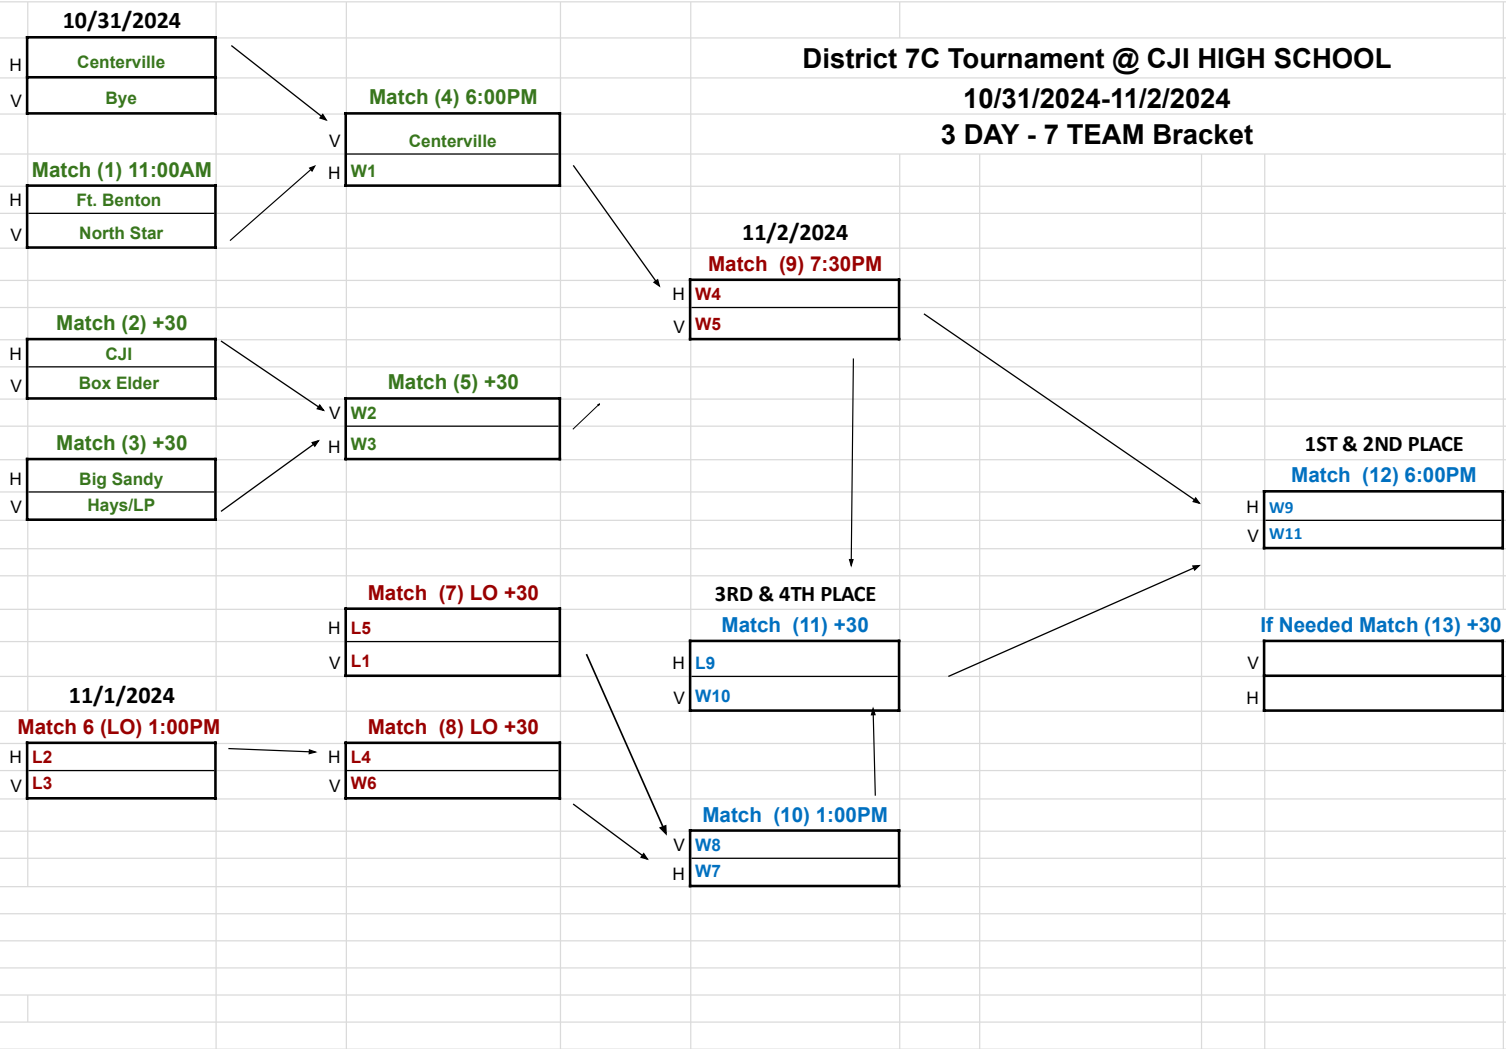 District 7C Tournament @ CJI HIGH SCHOOL
10/31/2024-11/2/2024
3 DAY - 7 TEAM Bracket
10/31/2024
H Centerville
V Bye
Match (1) 11:00AM
H Ft. Benton
V North Star
Match (2) +30
H CJI
V Box Elder
Match (3) +30
H Big Sandy
V Hays/LP
11/1/2024
Match 6 (LO) 1:00PM
H L2
V L3
Match (4) 6:00PM
V Centerville
H W1
Match (5) +30
V W2
H W3
Match (7) LO +30
H L5
V L1
Match (8) LO +30
H L4
V W6
11/2/2024
Match (9) 7:30PM
H W4
V W5
3RD & 4TH PLACE
Match (11) +30
H L9
V W10
Match (10) 1:00PM
V W8
H W7
1ST & 2ND PLACE
Match (12) 6:00PM
H W9
V W11
If Needed Match (13) +30
V
H